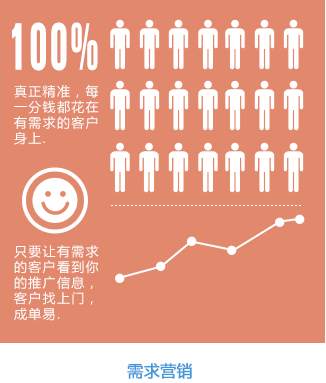 100%
真正精准，每
一分钱都花在
有需求的客户
身上.
只要让有需求
的客户看到你
的推广信息，
客户找上门，
成单易.
需求营销